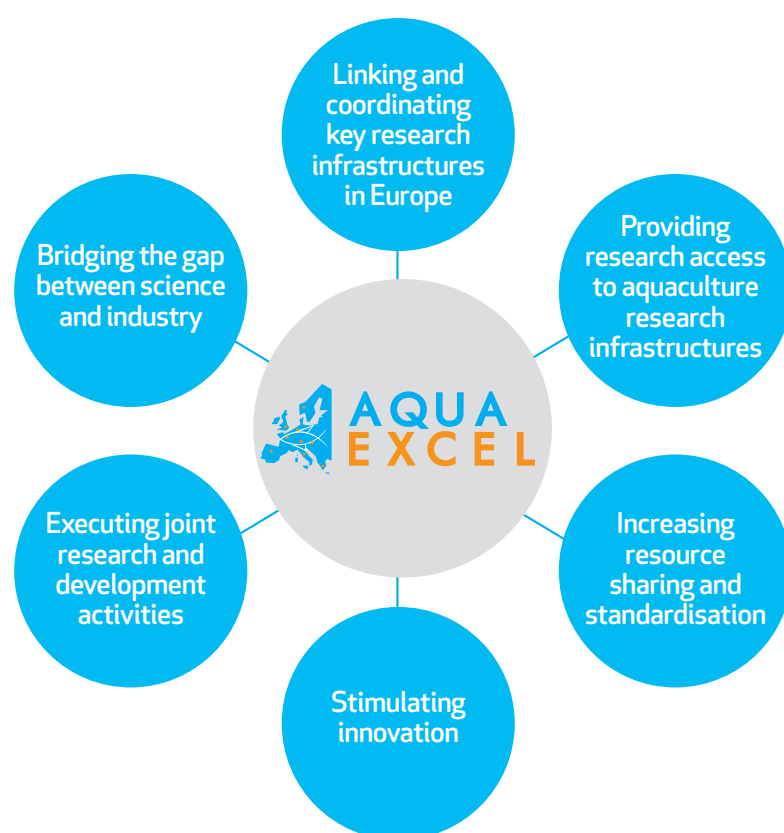 Linking and
coordinating
key research
infrastructures
in Europe
Providing
research access
to aquaculture
research
infrastructures
Increasing
resource
sharing and
standardisation
Stimulating
innovation
Executing joint
research and
development
activities
Bridging the gap
between science
and industry
AQUA
EXCEL